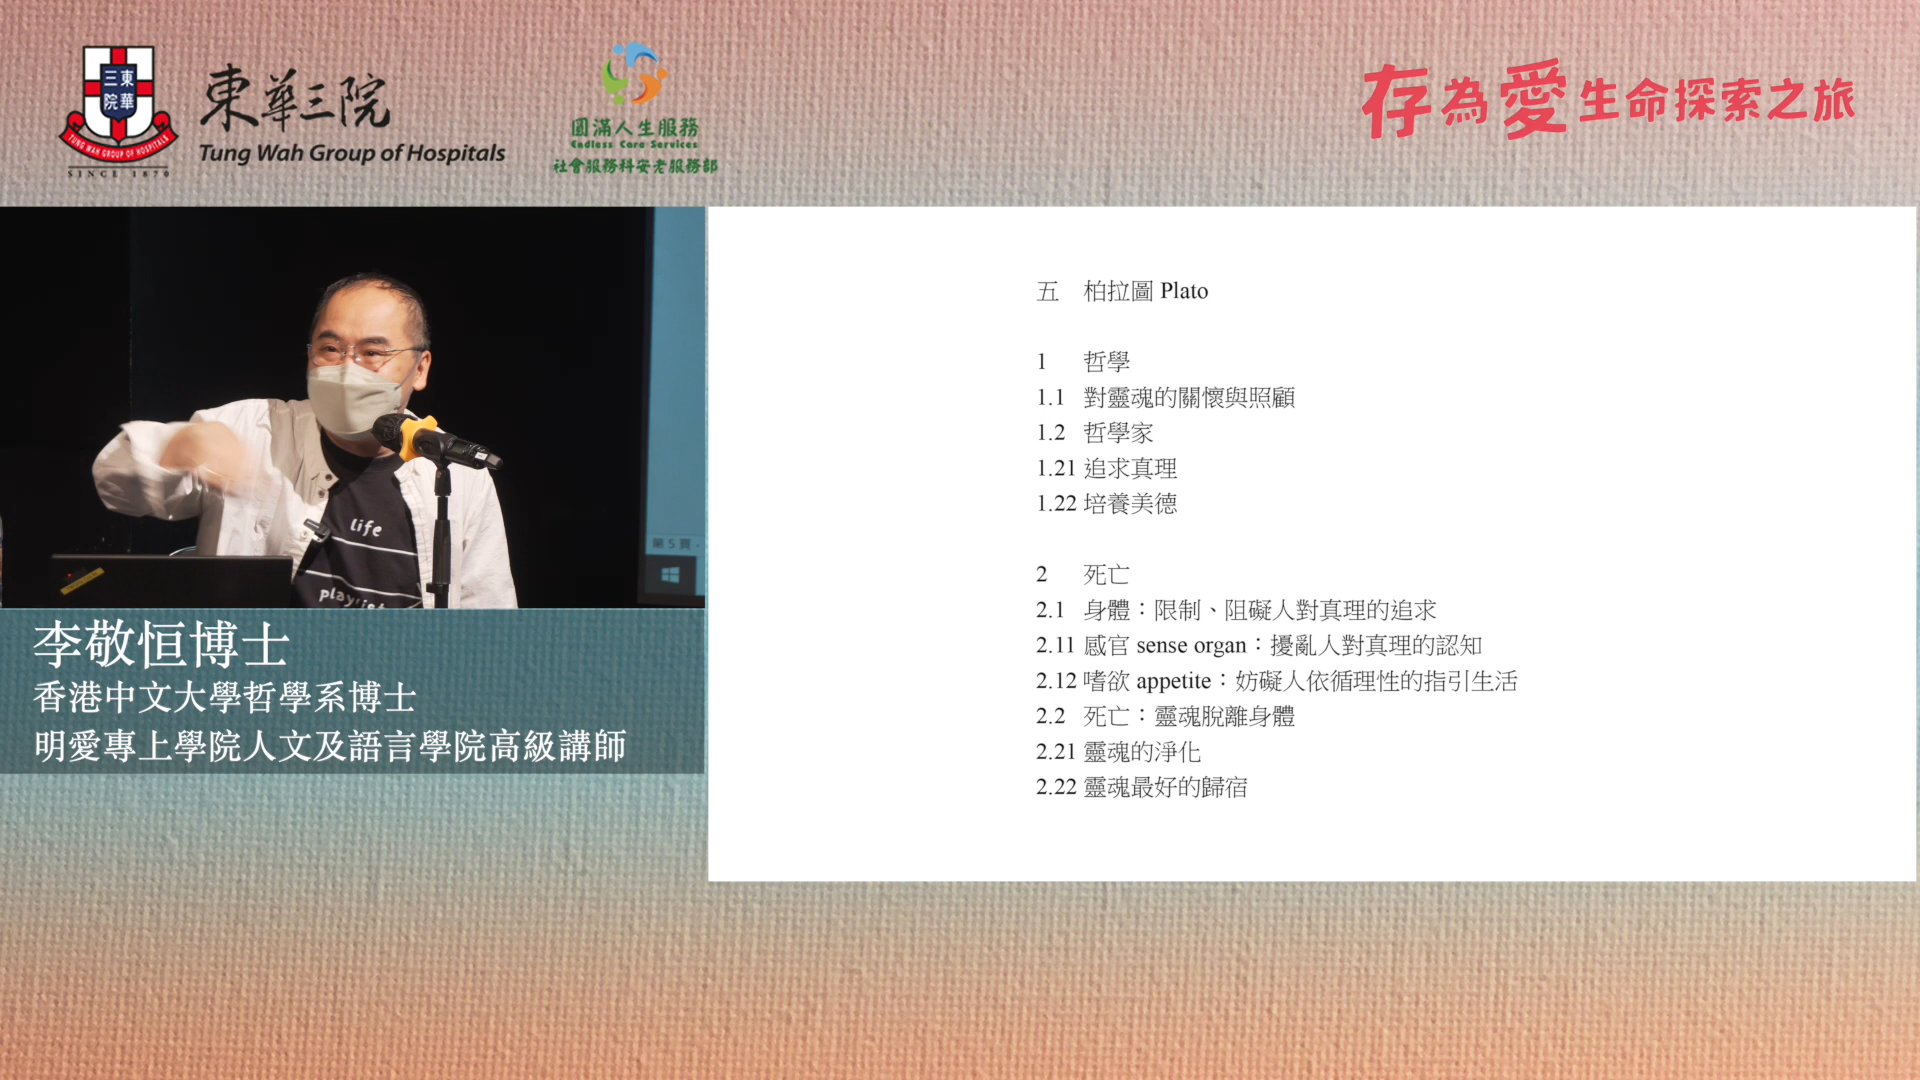 東華三院
TUNG WAH GROUP OF HOSPITALS
SINCE 1870
東華三院
Tung Wah Group of Hospitals
圓滿人生服務
Endless Care Services
社會服務科安老服務部
存為愛生命探索之旅
life
第 5 頁
李敬恒博士
香港中文大學哲學系博士
明愛專上學院人文及語言學院高級講師
五 柏拉圖 Plato
1 哲學
1.1 對靈魂的關懷與照顧
1.2 哲學家
1.21 追求真理
1.22 培養美德
2 死亡
2.1 身體：限制、阻礙人對真理的追求
2.11 感官 sense organ：擾亂人對真理的認知
2.12 嗜欲 appetite：妨礙人依循理性的指引生活
2.2 死亡：靈魂脫離身體
2.21 靈魂的淨化
2.22 靈魂最好的歸宿